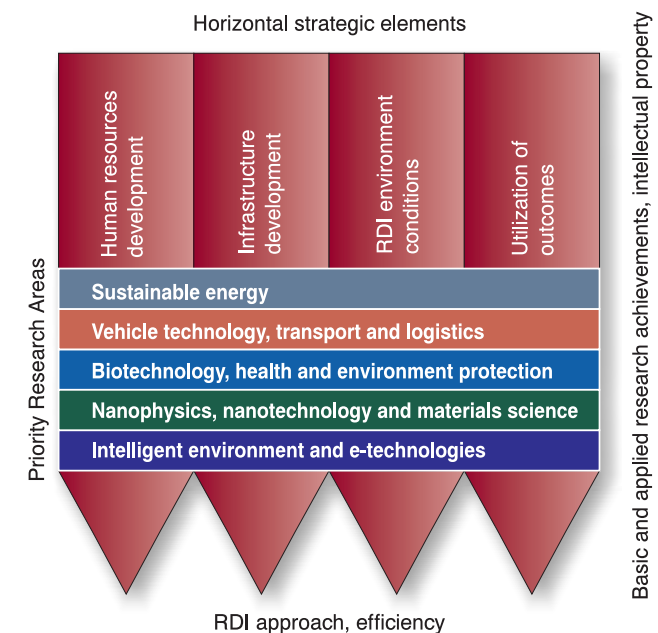 Horizontal strategic elements
Human resources
development
Infrastructure
development
RDI environment
conditions
Utilization of
outcomes
Priority Research Areas
Sustainable energy
Vehicle technology, transport and logistics
Biotechnology, health and environment protection
Nanophysics, nanotechnology and materials science
Intelligent environment and e-technologies
Basic and applied research achievements, intellectual property
RDI approach, efficiency